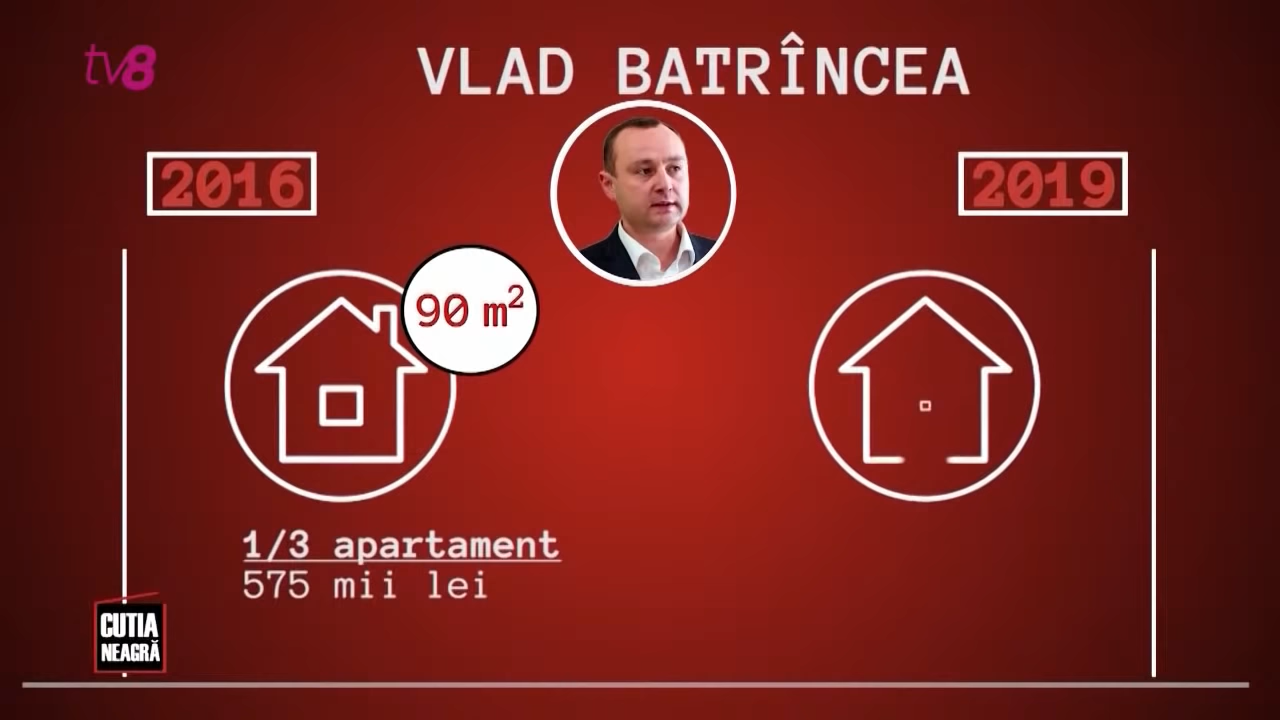 tv8
VLAD BATRÎNCEA
2016
2019
90 m²
1/3 apartament
575 mii lei
CUTIA
NEAGRĂ